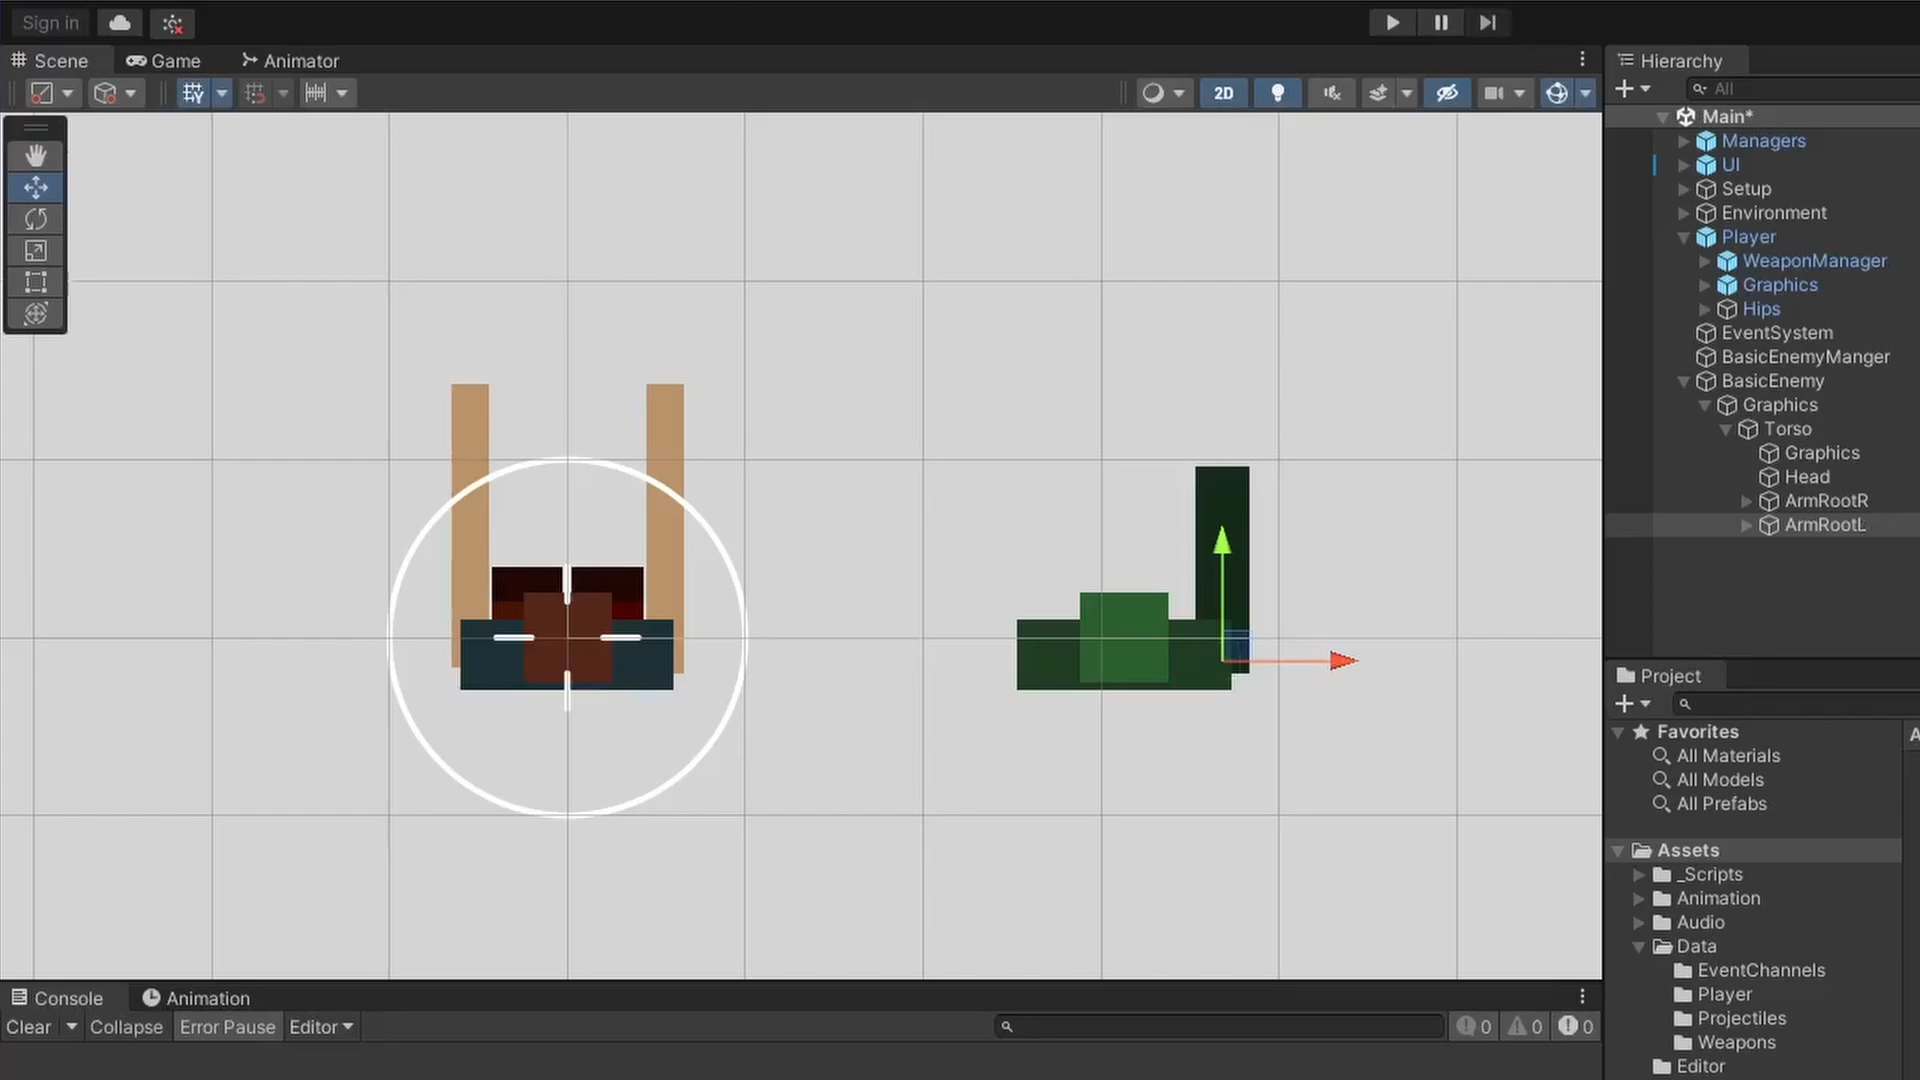 Sign in
Scene Game Animator
2D
Hierarchy
All
Main*
Managers
UI
Setup
Environment
Player
WeaponManager
Graphics
Hips
EventSystem
BasicEnemyManger
BasicEnemy
Graphics
Torso
Graphics
Head
ArmRootR
ArmRootL
Project
Favorites
A
All Materials
All Models
All Prefabs
Assets
_Scripts
Animation
Audio
Data
EventChannels
Player
Projectiles
Weapons
Editor
Console Animation
Clear Collapse Error Pause Editor 0 0 0